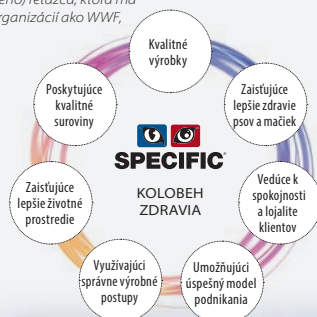 organizácií ako WWF,
Kvalitné
výrobky
Zaisťujúce
lepšie zdravie
psov a mačiek
Vedúce k
spokojnosti
a lojalite
klientov
Umožňujúci
úspešný model
podnikania
Využívajúci
správne výrobné
postupy
Zaisťujúce
lepšie životné
prostredie
Poskytujúce
kvalitné
suroviny
SPECIFIC
KOLOBEH
ZDRAVIA